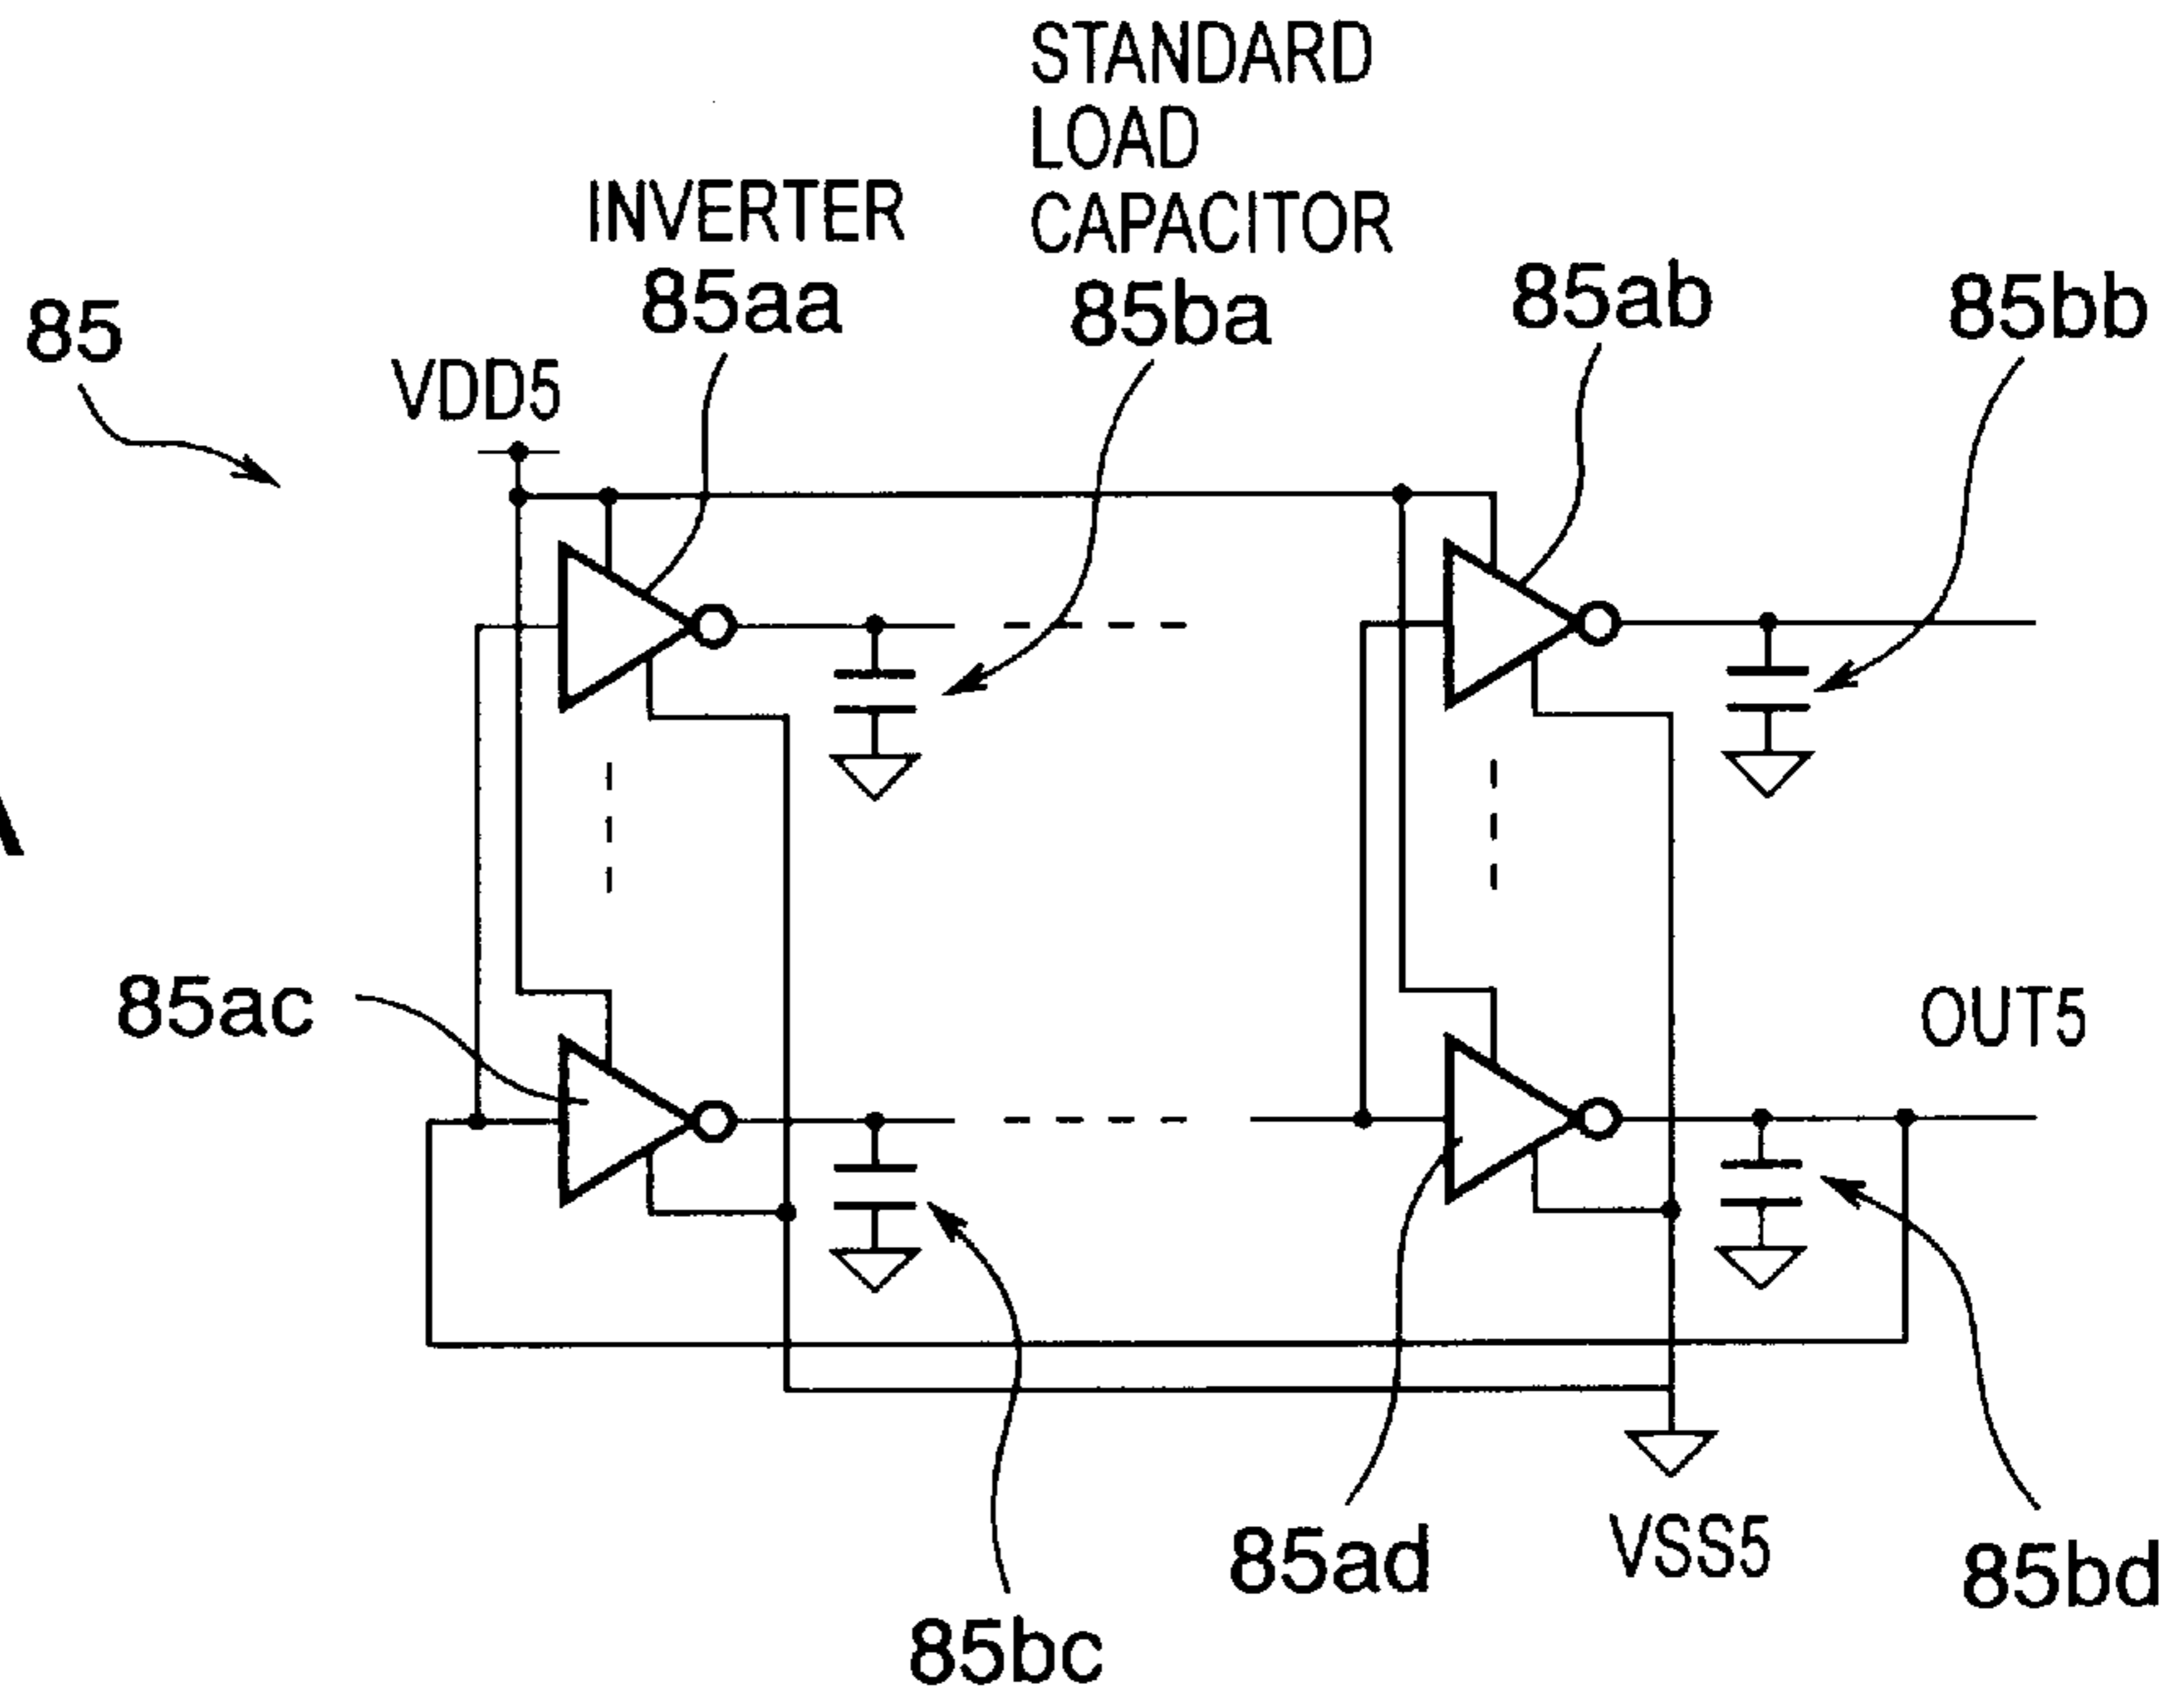 STANDARD
LOAD
CAPACITOR
INVERTER
85aa
85ba
85ab
85bb
85
VDD5
85ac
OUT5
85ad
VSS5
85bd
85bc